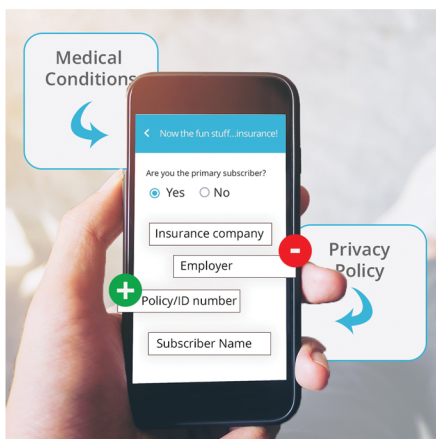 Medical
Conditions
Now the fun stuff...insurance!
Are you the primary subscriber?
Yes No
Insurance company
Employer
Privacy
Policy
Policy/ID number
Subscriber Name